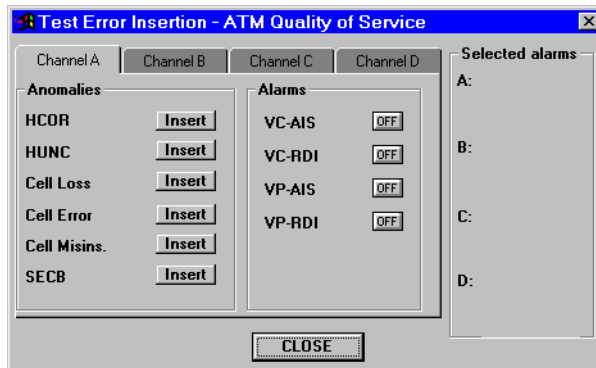 Test Error Insertion - ATM Quality of Service
Channel A Channel B Channel C Channel D
Anomalies
HCOR Insert
HUNC Insert
Cell Loss Insert
Cell Error Insert
Cell Misins. Insert
SECB Insert
Alarms
VC-AIS OFF
VC-RDI OFF
VP-AIS OFF
VP-RDI OFF
Selected alarms
A:
B:
C:
D:
CLOSE